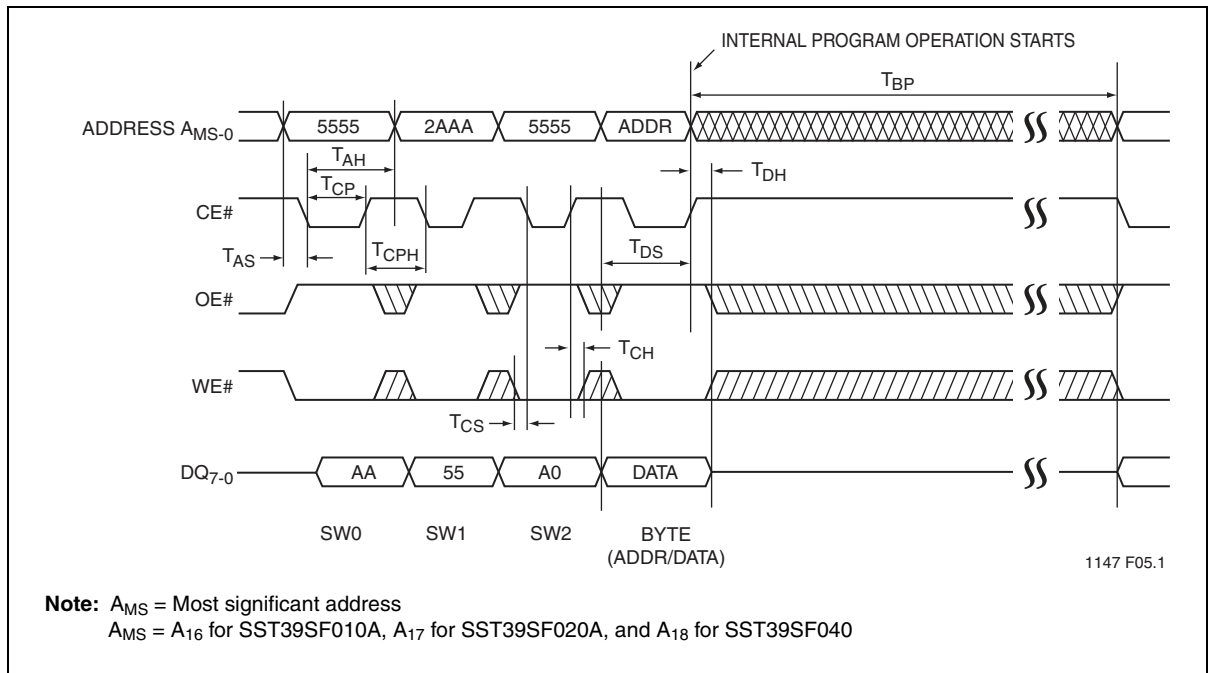 INTERNAL PROGRAM OPERATION STARTS
TBP
ADDRESS AMS-0
5555
2AAA
5555
ADDR
TAH
TDH
TCP
CE#
TAS
TCPH
TDS
OE#
TCH
WE#
TCS
DQ7-0
AA
55
A0
DATA
SW0
SW1
SW2
BYTE
(ADDR/DATA)
1147 F05.1
Note: AMS = Most significant address
AMS = A16 for SST39SF010A, A17 for SST39SF020A, and A18 for SST39SF040